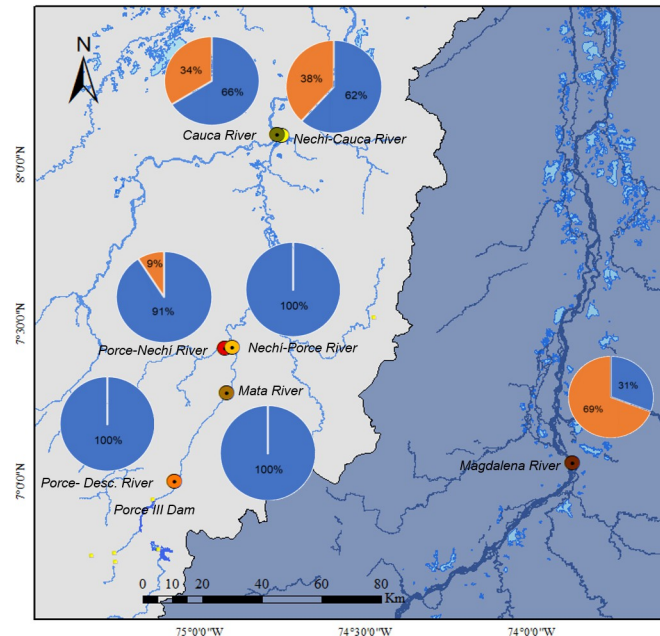 N
34%
66%
38%
62%
Cauca River
Nechí-Cauca River
8°0'0"N
9%
91%
100%
7°30'0"N
Porce-Nechí River
Nechí-Porce River
Mata River
31%
69%
100%
100%
Magdalena River
Porce- Desc. River
7°0'0"N
Porce III Dam
0 5 10 20 40 60 80
Km
75°0'0"W
74°30'0"W
74°0'0"W